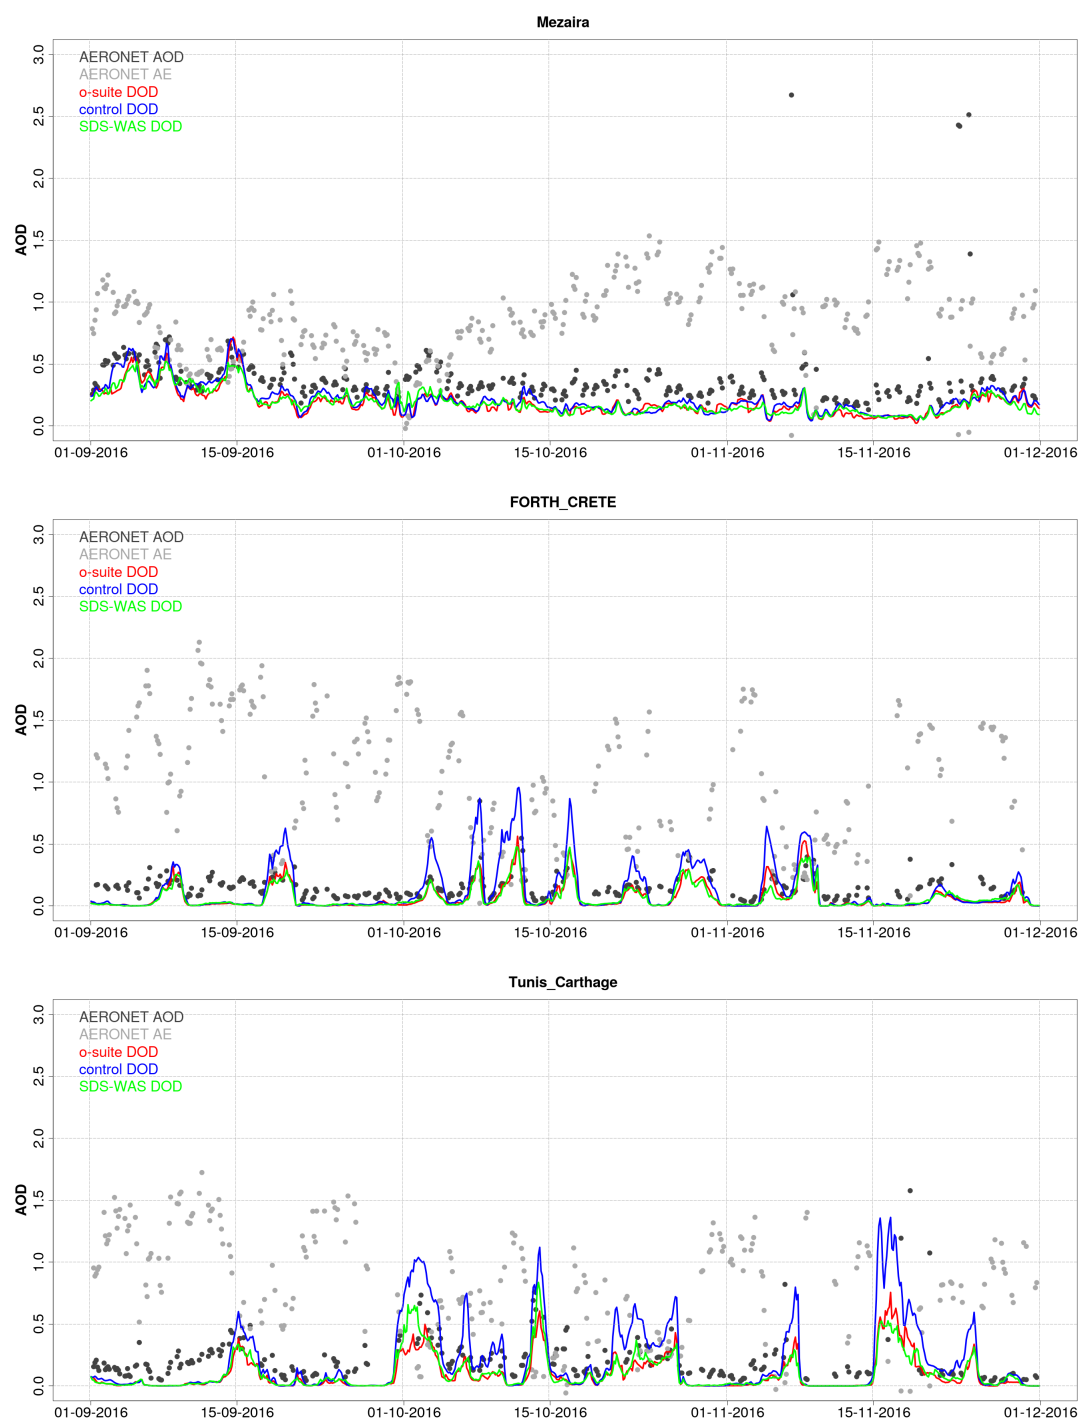 Mezaira
3.0
2.5
2.0
1.5
1.0
0.5
0.0
AOD
AERONET AOD
AERONET AE
o-suite DOD
control DOD
SDS-WAS DOD
01-09-2016 15-09-2016 01-10-2016 15-10-2016 01-11-2016 15-11-2016 01-12-2016
FORTH_CRETE
3.0
2.5
2.0
1.5
1.0
0.5
0.0
AOD
AERONET AOD
AERONET AE
o-suite DOD
control DOD
SDS-WAS DOD
01-09-2016 15-09-2016 01-10-2016 15-10-2016 01-11-2016 15-11-2016 01-12-2016
Tunis_Carthage
3.0
2.5
2.0
1.5
1.0
0.5
0.0
AOD
AERONET AOD
AERONET AE
o-suite DOD
control DOD
SDS-WAS DOD
01-09-2016 15-09-2016 01-10-2016 15-10-2016 01-11-2016 15-11-2016 01-12-2016